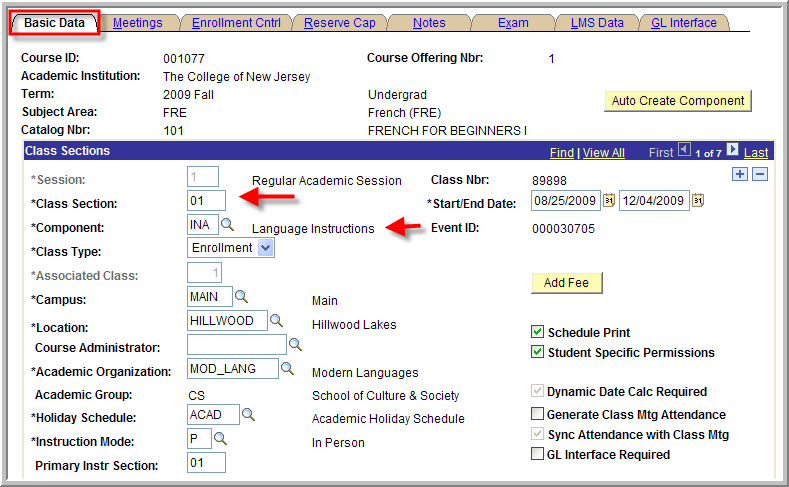 Basic Data Meetings Enrollment Cntrl Reserve Cap Notes Exam LMS Data GL Interface
Course ID: 001077 Course Offering Nbr: 1
Academic Institution: The College of New Jersey
Term: 2009 Fall Undergrad
Auto Create Component
Subject Area: FRE French (FRE)
Catalog Nbr: 101 FRENCH FOR BEGINNERS I
Class Sections Find | View All First 1 of 7 Last
*Session: 1 Regular Academic Session Class Nbr: 89898
*Class Section: 01 *Start/End Date: 08/25/2009 31 12/04/2009 31
*Component: INA Language Instructions Event ID: 000030705
*Class Type: Enrollment
*Associated Class: 1 Add Fee
*Campus: MAIN Main
*Location: HILLWOOD Hillwood Lakes Schedule Print
Course Administrator: Student Specific Permissions
*Academic Organization: MOD_LANG Modern Languages
Academic Group: CS School of Culture & Society Dynamic Date Calc Required
*Holiday Schedule: ACAD Academic Holiday Schedule Generate Class Mtg Attendance
*Instruction Mode: P In Person Sync Attendance with Class Mtg
Primary Instr Section: 01 GL Interface Required